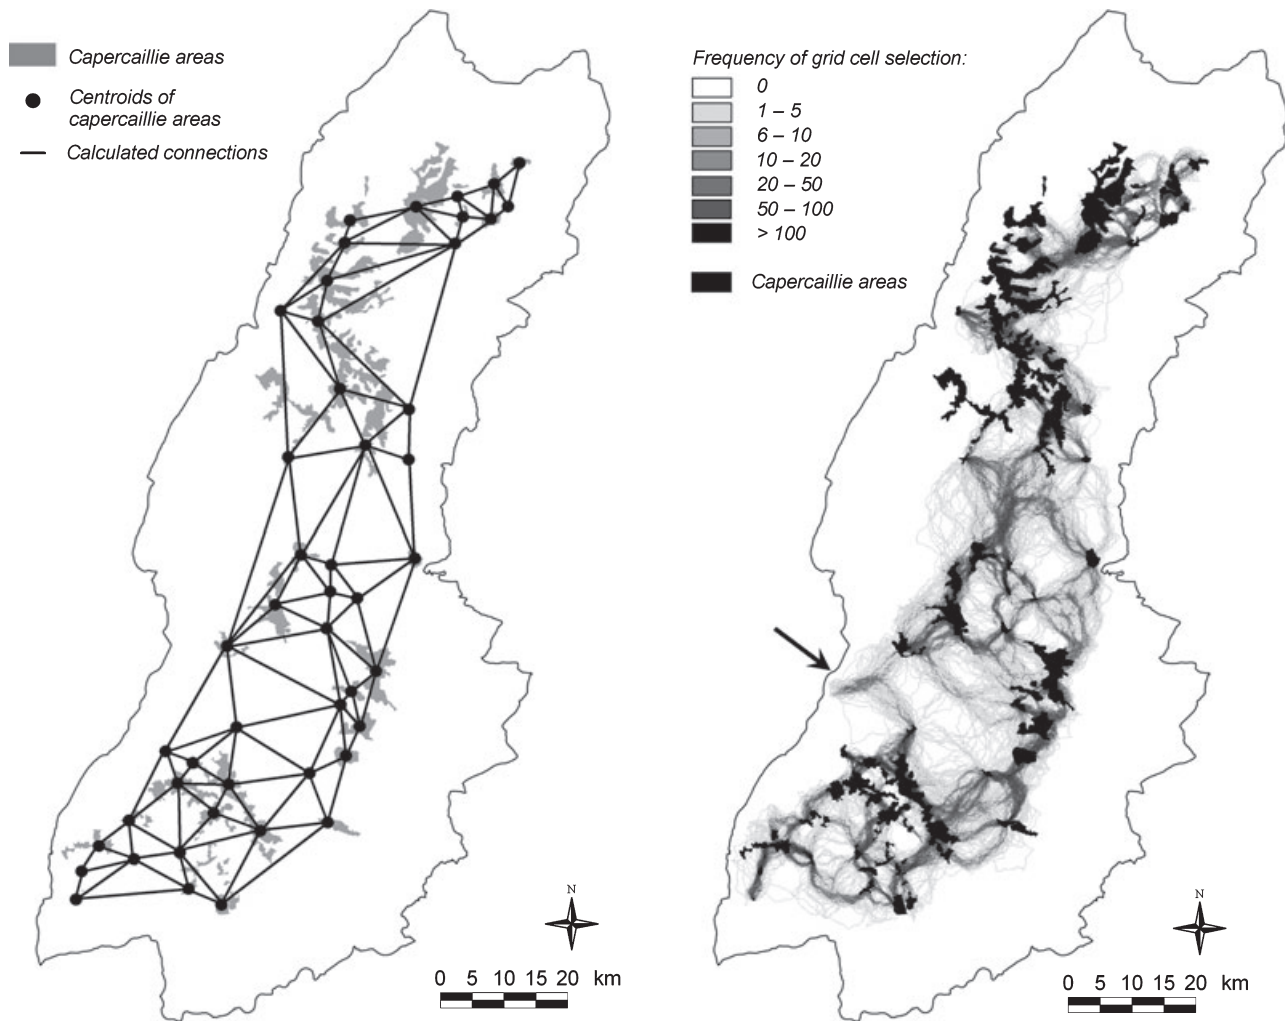 Capercaillie areas
Centroids of
capercaillie areas
Calculated connections
N
0 5 10 15 20 km
Frequency of grid cell selection:
0
1 – 5
6 – 10
10 – 20
20 – 50
50 – 100
> 100
Capercaillie areas
N
0 5 10 15 20 km